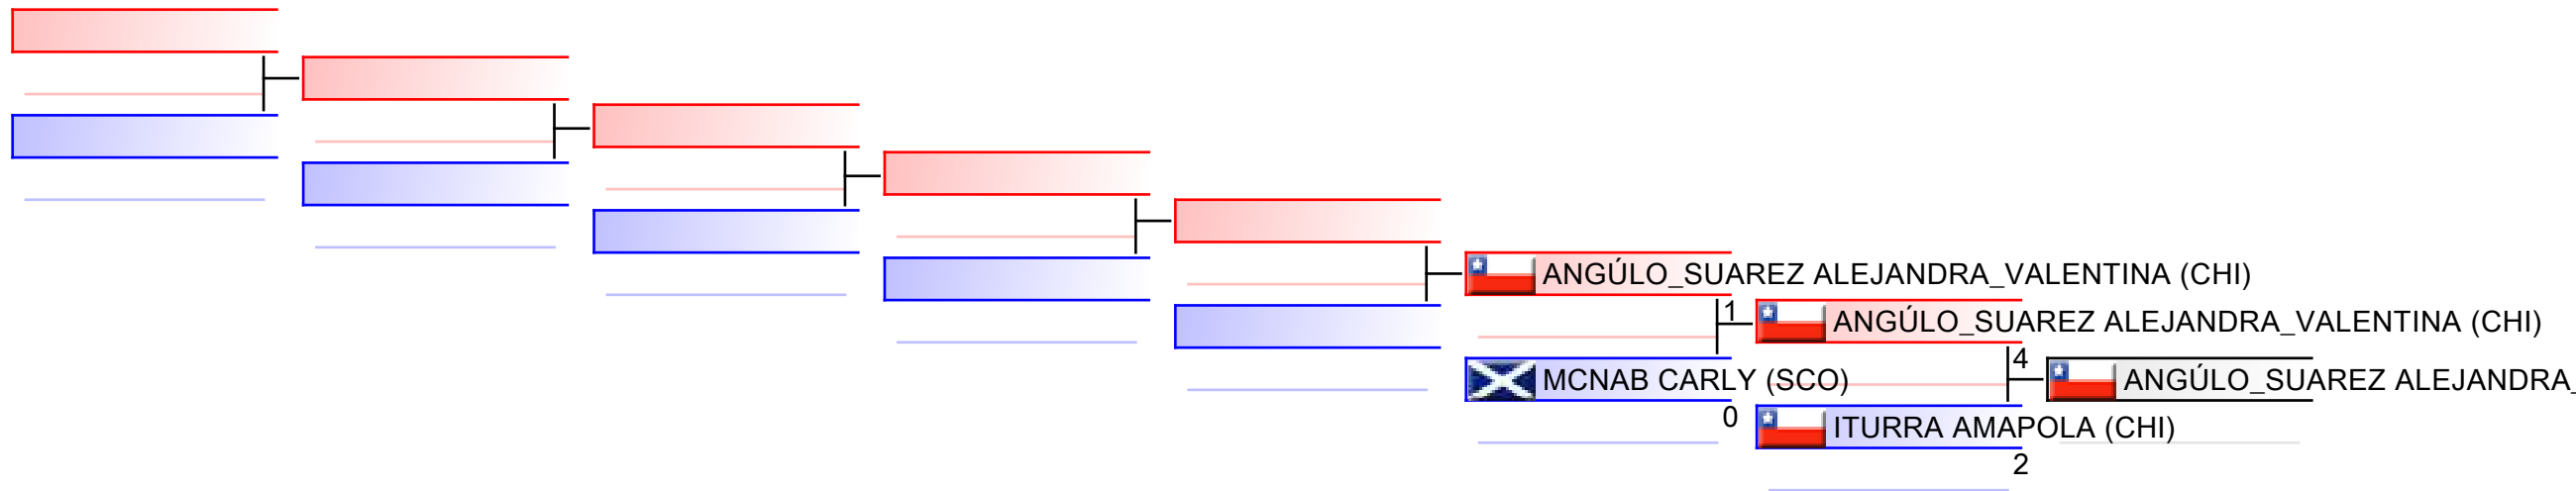 ANGÚLO_SUAREZ ALEJANDRA_VALENTINA (CHI)
1
ANGÚLO_SUAREZ ALEJANDRA_VALENTINA (CHI)
MCNAB CARLY (SCO)
0
4
ANGÚLO_SUAREZ ALEJANDRA_
ITURRA AMAPOLA (CHI)
2